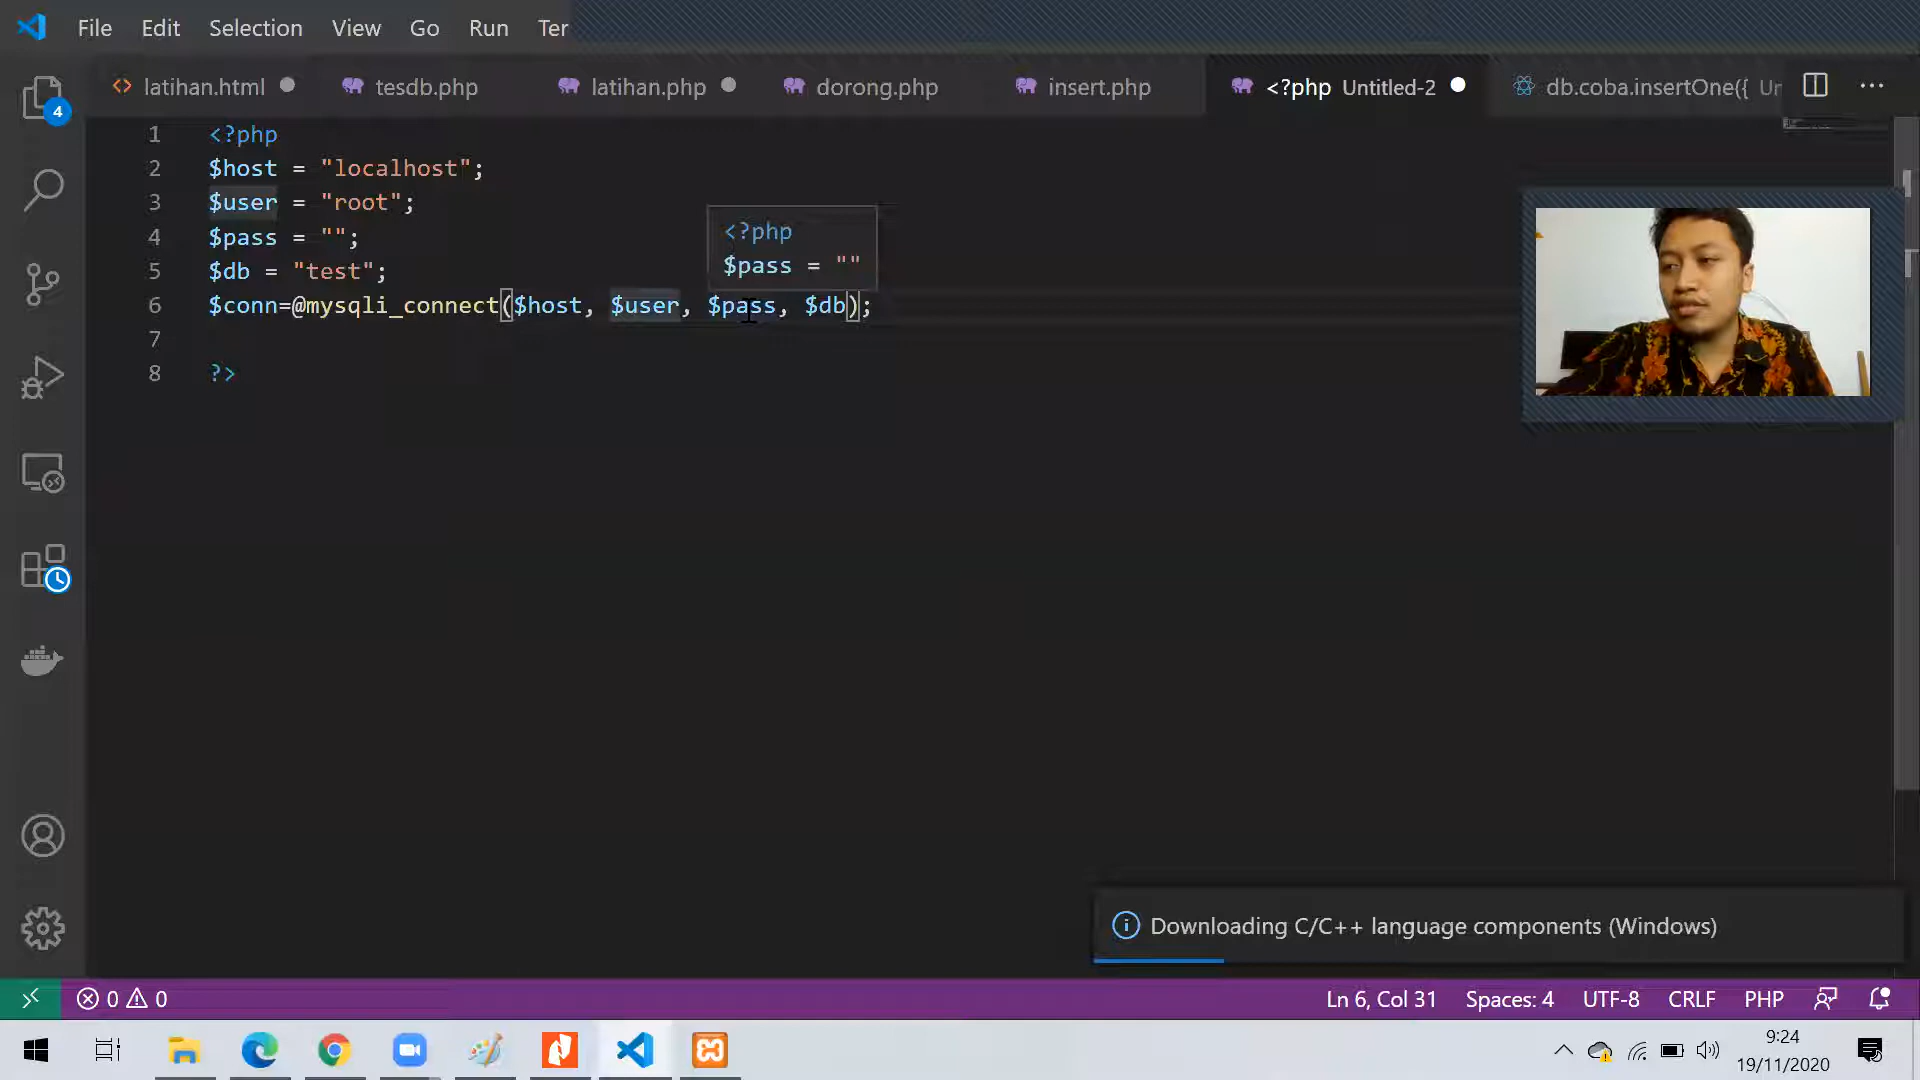 File Edit Selection View Go Run Ter
latihan.html tesdb.php latihan.php dorong.php insert.php <?php Untitled-2 db.coba.insertOne({ Un
4
1 <?php
2 $host = "localhost";
3 $user = "root";
4 $pass = "";
5 $db = "test";
6 $conn=@mysqli_connect($host, $user, $pass, $db);
7
8 ?>
<?php
$pass = ""
Downloading C/C++ language components (Windows)
0 0 Ln 6, Col 31 Spaces: 4 UTF-8 CRLF PHP
9:24
19/11/2020